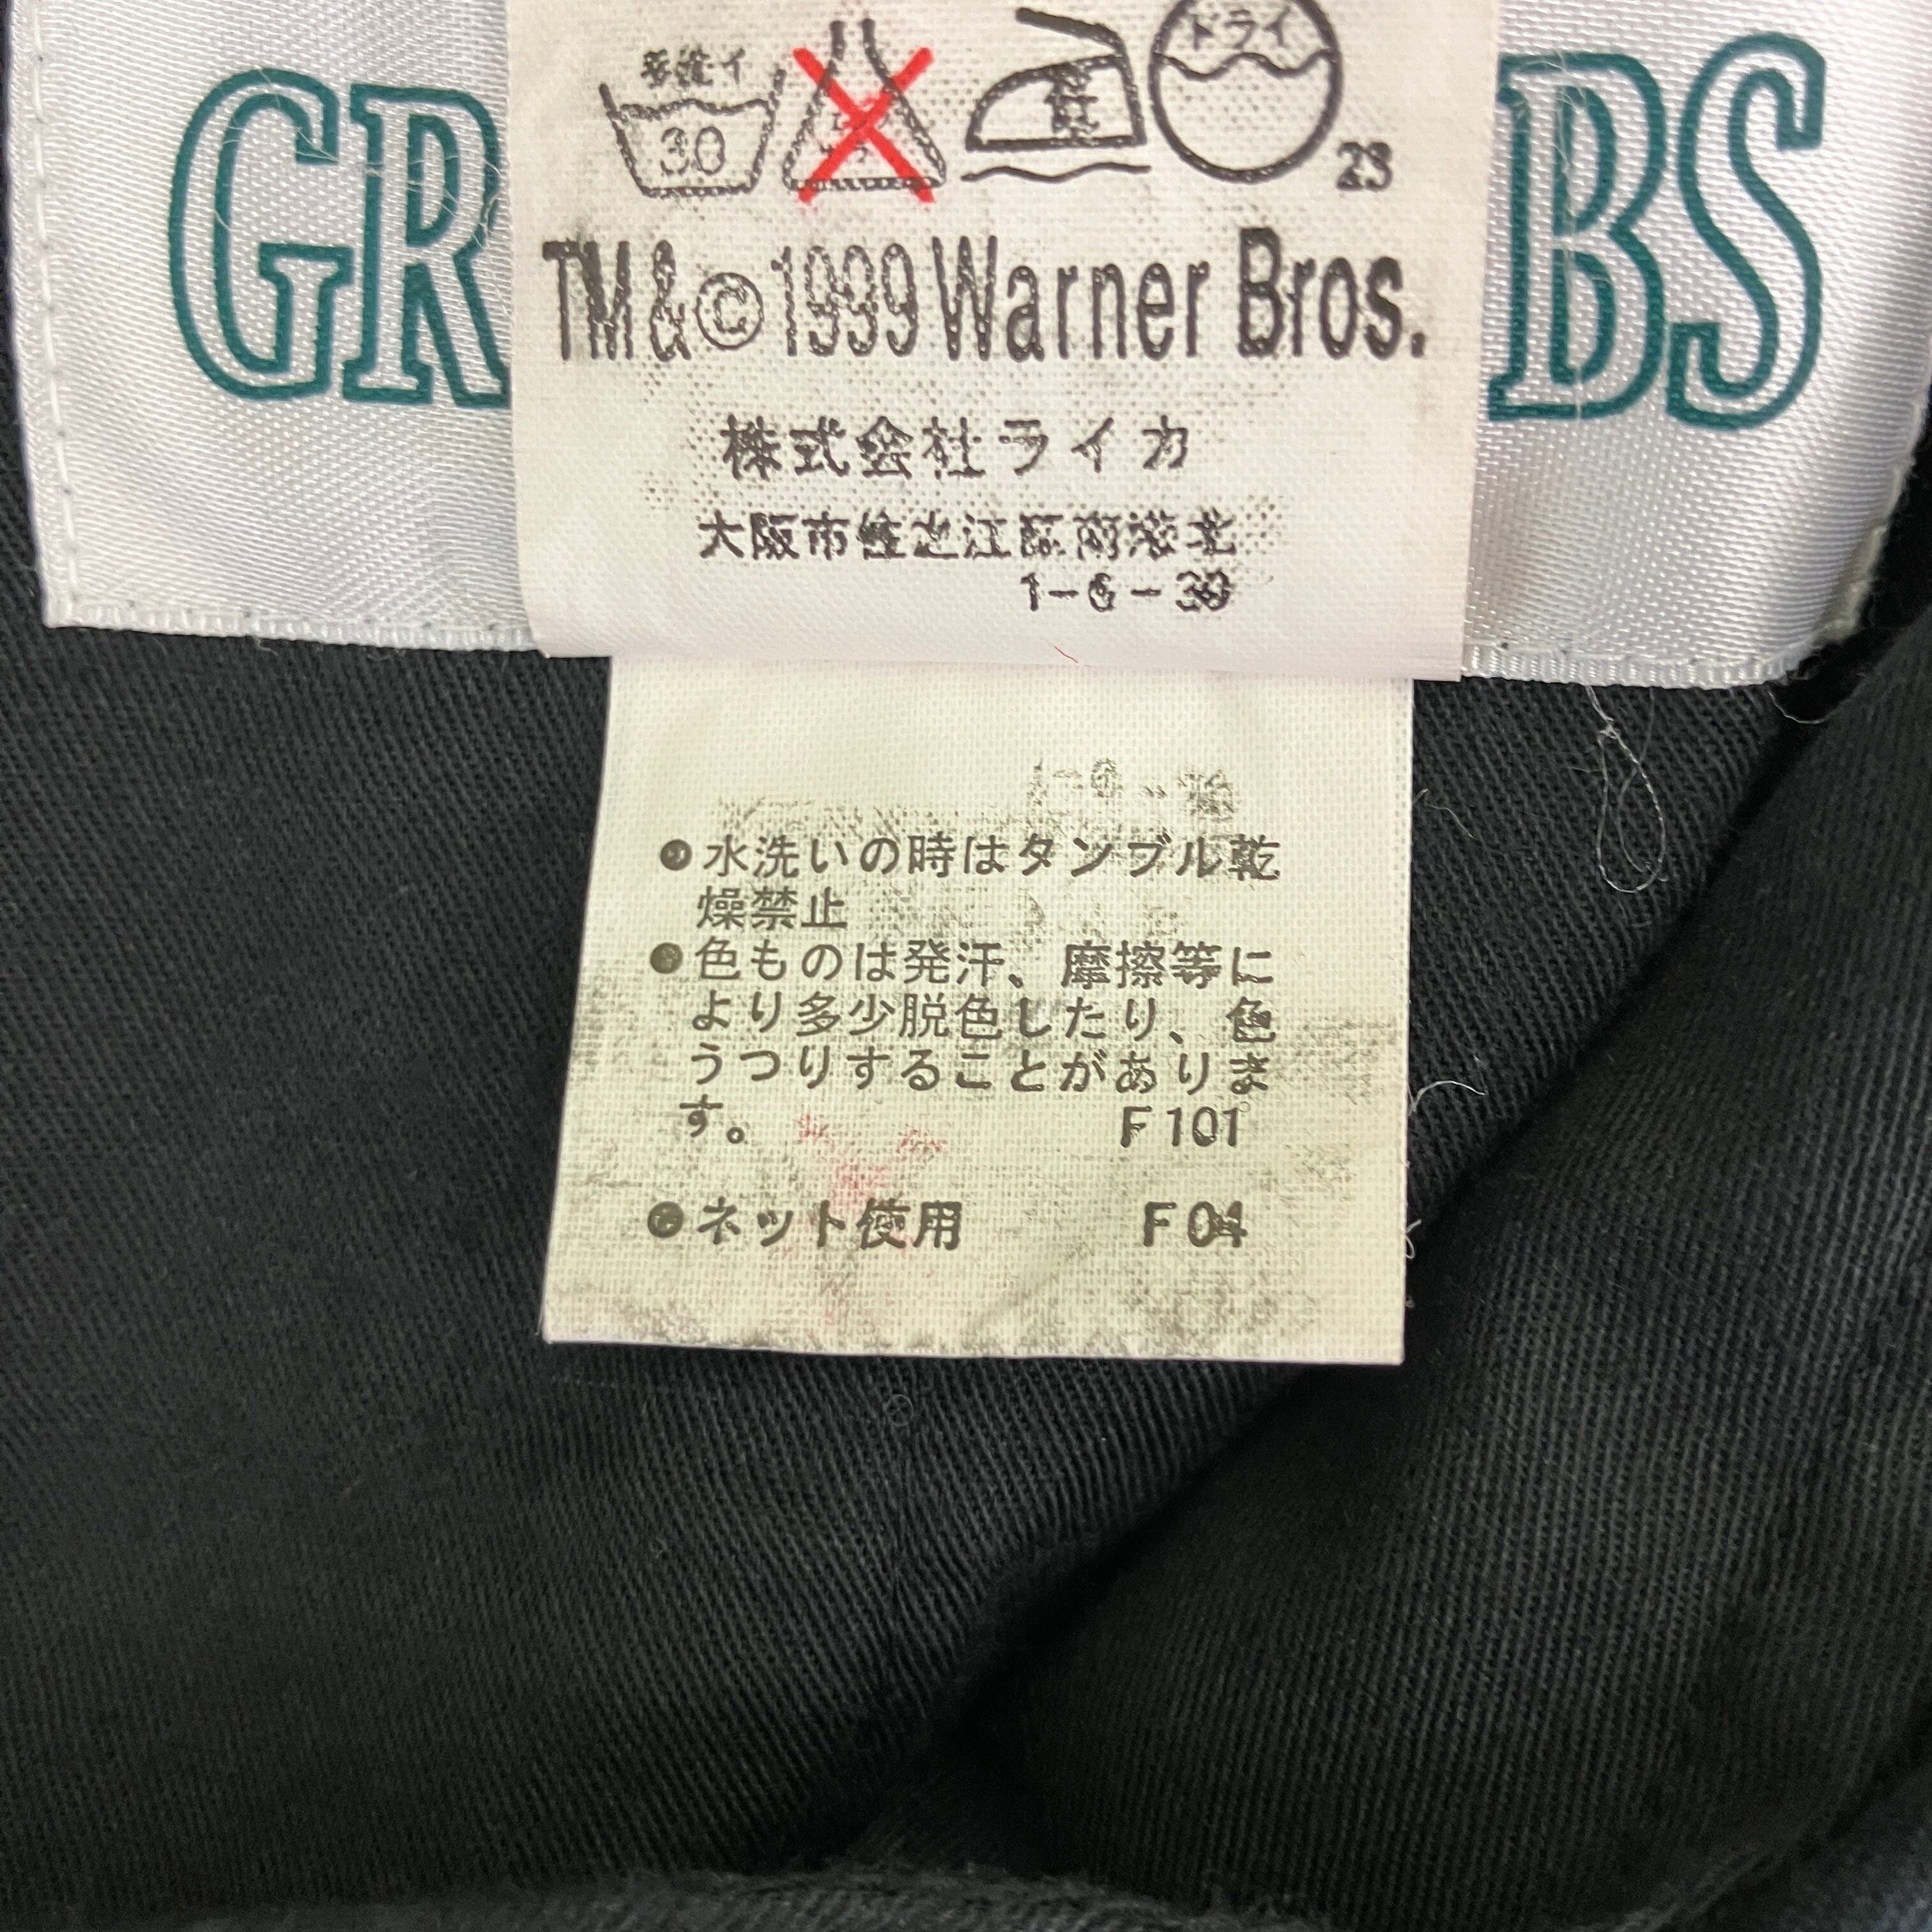 GR
BS
手洗イ
30
ドライ
23
TM&©1999 Warner Bros.
株式会社ライカ
大阪市住之江区南港北
1-6-39
●水洗いの時はタンブル乾
燥禁止
●色ものは発汗、摩擦等に
より多少脱色したり、色
うつりすることがありま
す。 F101
●ネット使用 F04